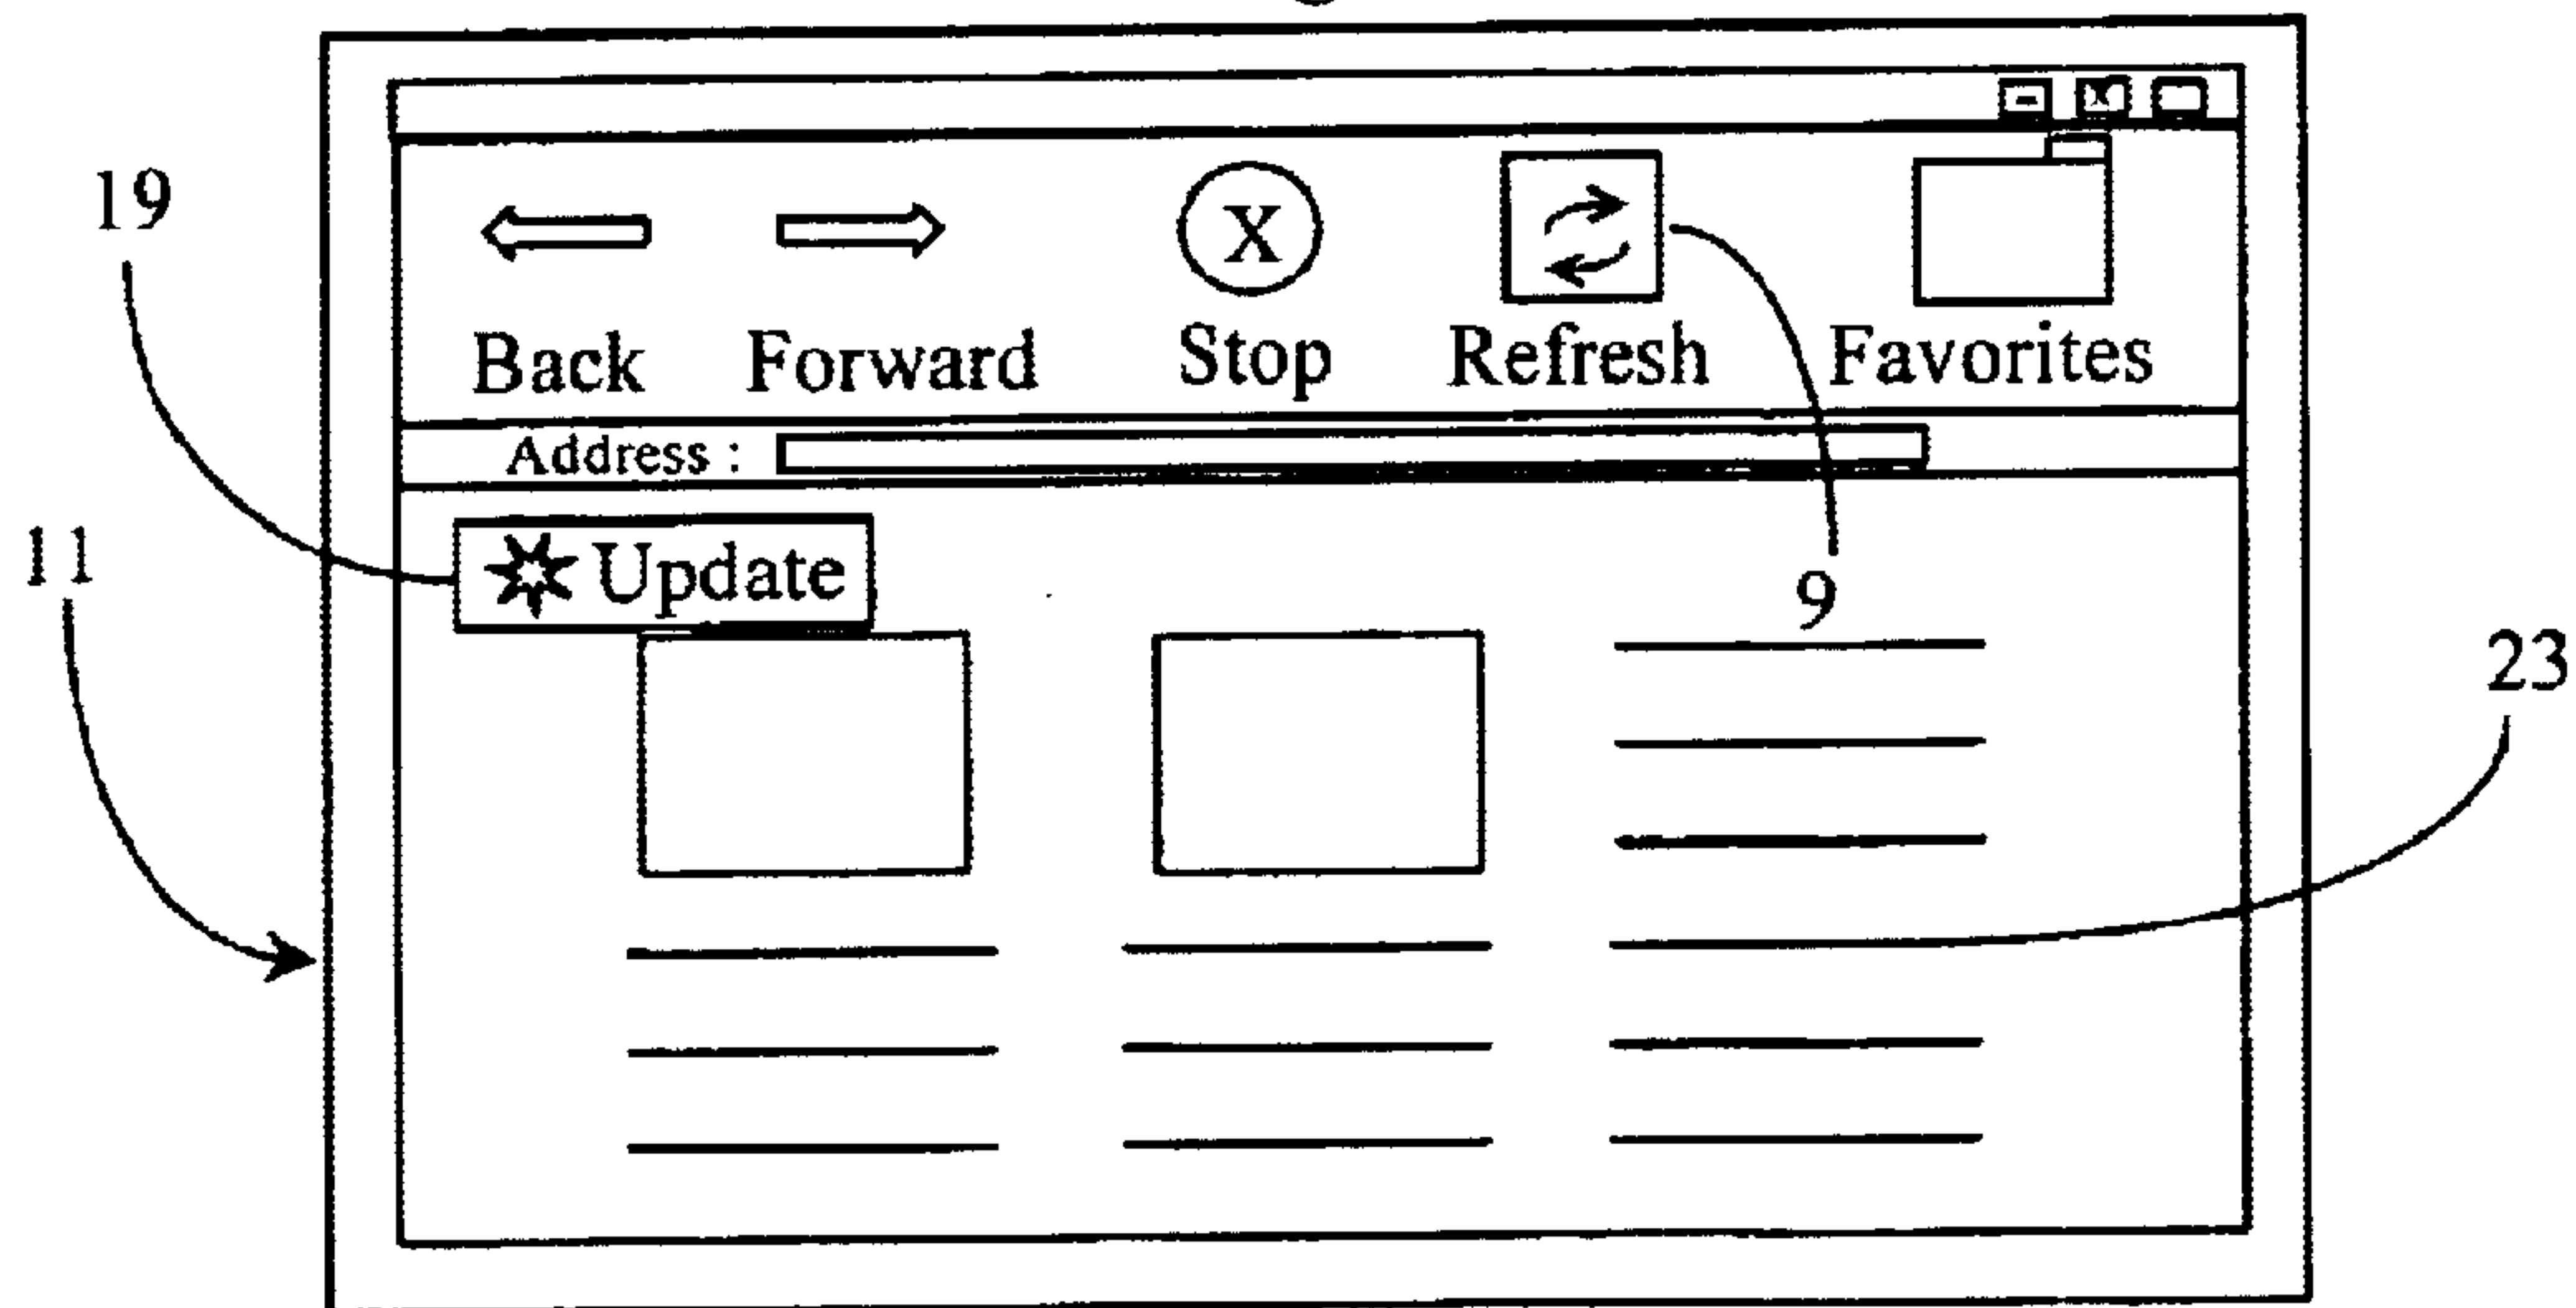 - X
19
X
Back Forward Stop Refresh Favorites
Address :
11
Update
9
23